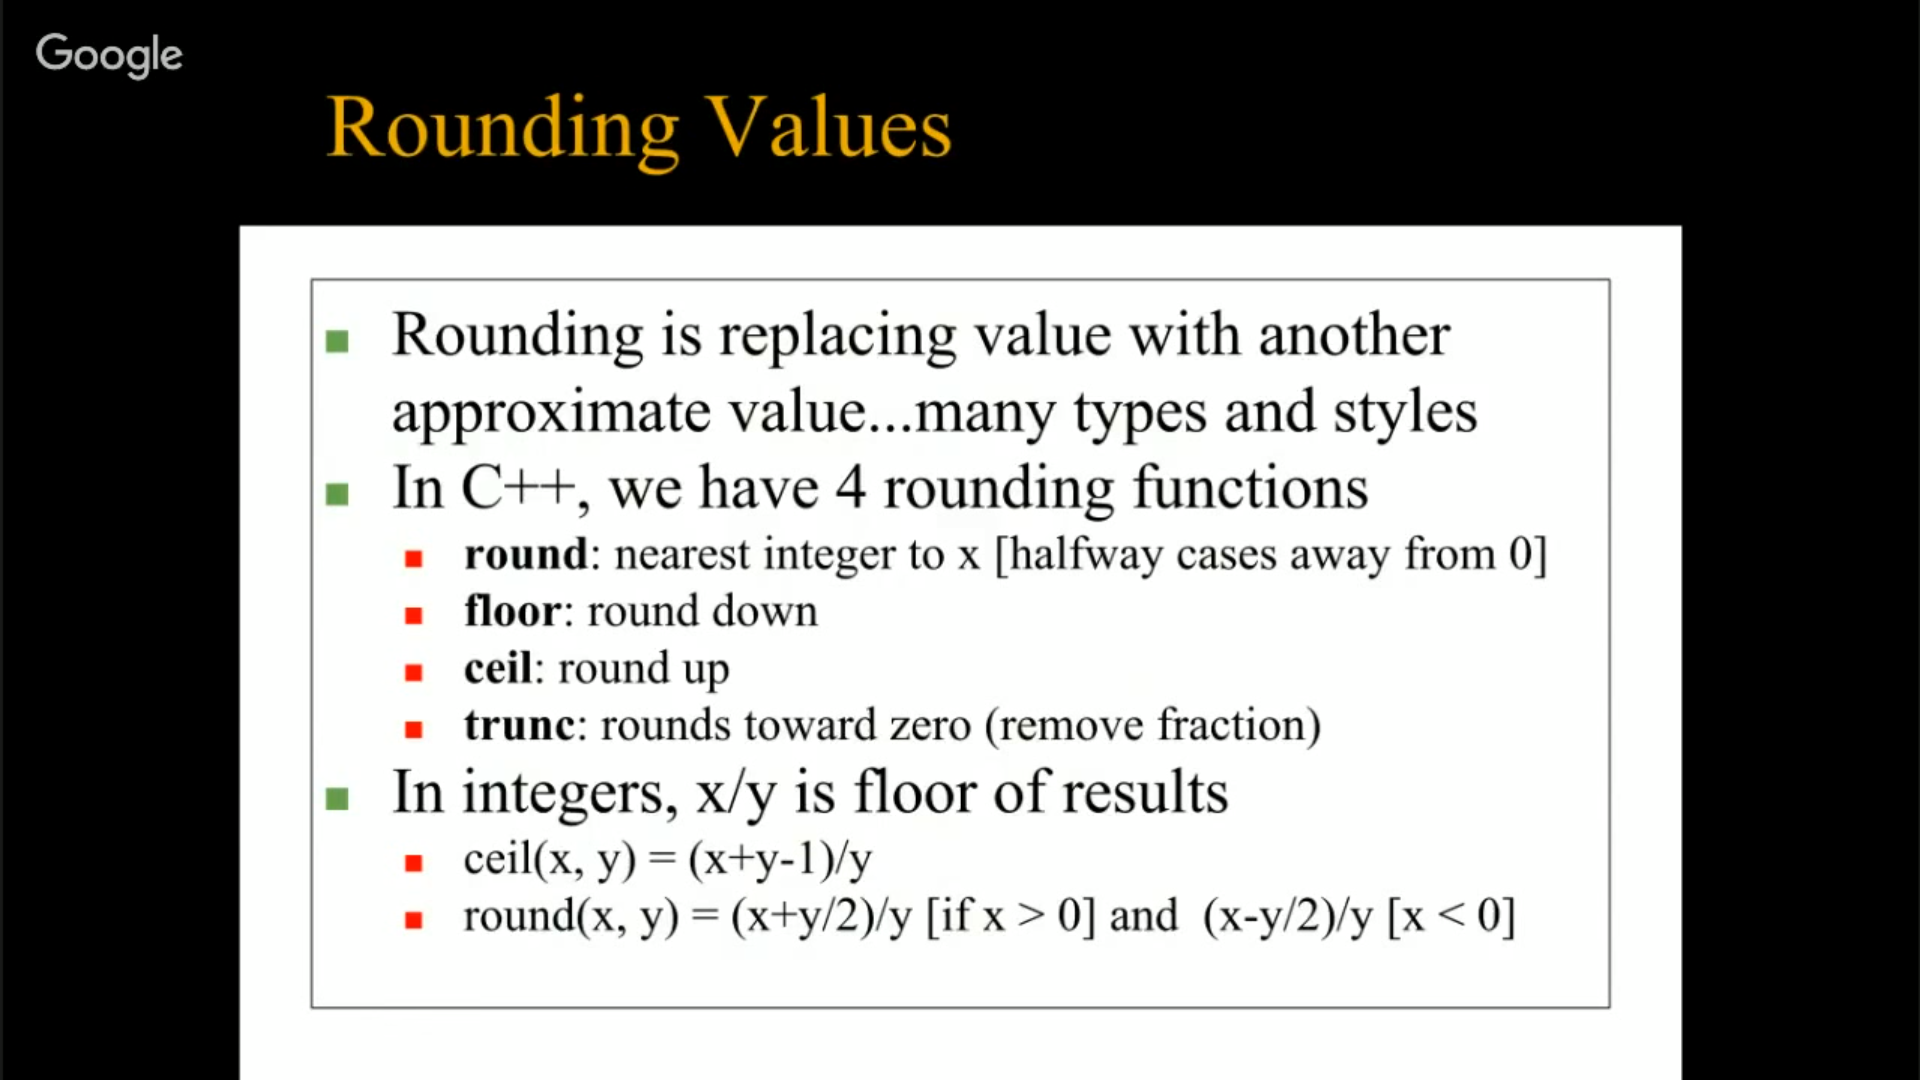 Google
Rounding Values
Rounding is replacing value with another
approximate value...many types and styles
In C++, we have 4 rounding functions
round: nearest integer to x [halfway cases away from 0]
floor: round down
ceil: round up
trunc: rounds toward zero (remove fraction)
In integers, x/y is floor of results
ceil(x, y) = (x+y-1)/y
round(x, y) = (x+y/2)/y [if x > 0] and (x-y/2)/y [x < 0]